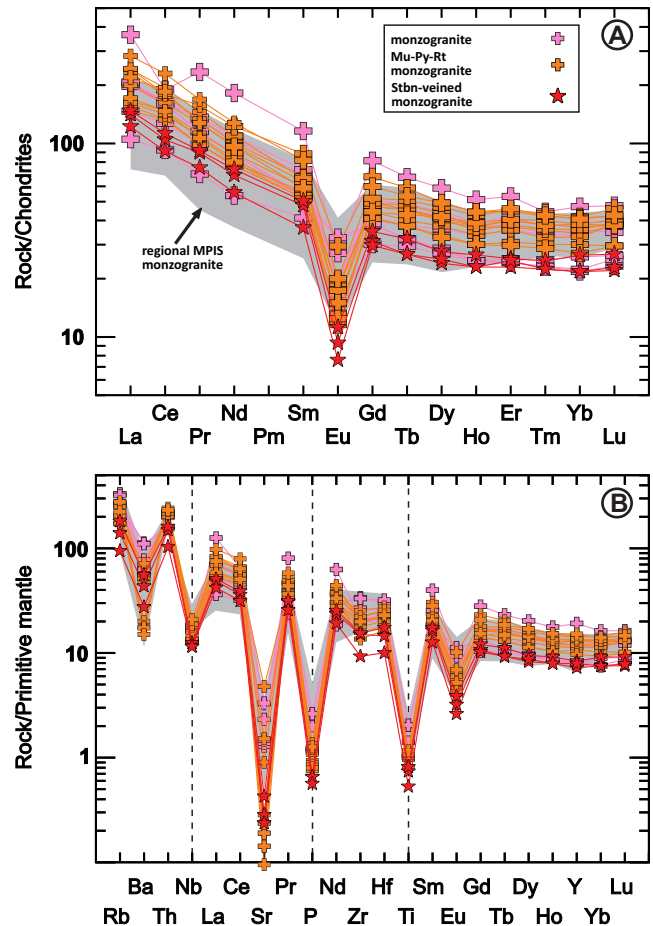 A
monzogranite
Mu-Py-Rt
monzogranite
Stbn-veined
monzogranite
Rock/Chondrites
100
10
regional MPIS
monzogranite
Ce Nd Sm Gd Dy Er Yb
La Pr Pm Eu Tb Ho Tm Lu
B
Rock/Primitive mantle
100
10
1
Ba Nb Ce Pr Nd Hf Sm Gd Dy Y Lu
Rb Th La Sr P Zr Ti Eu Tb Ho Yb